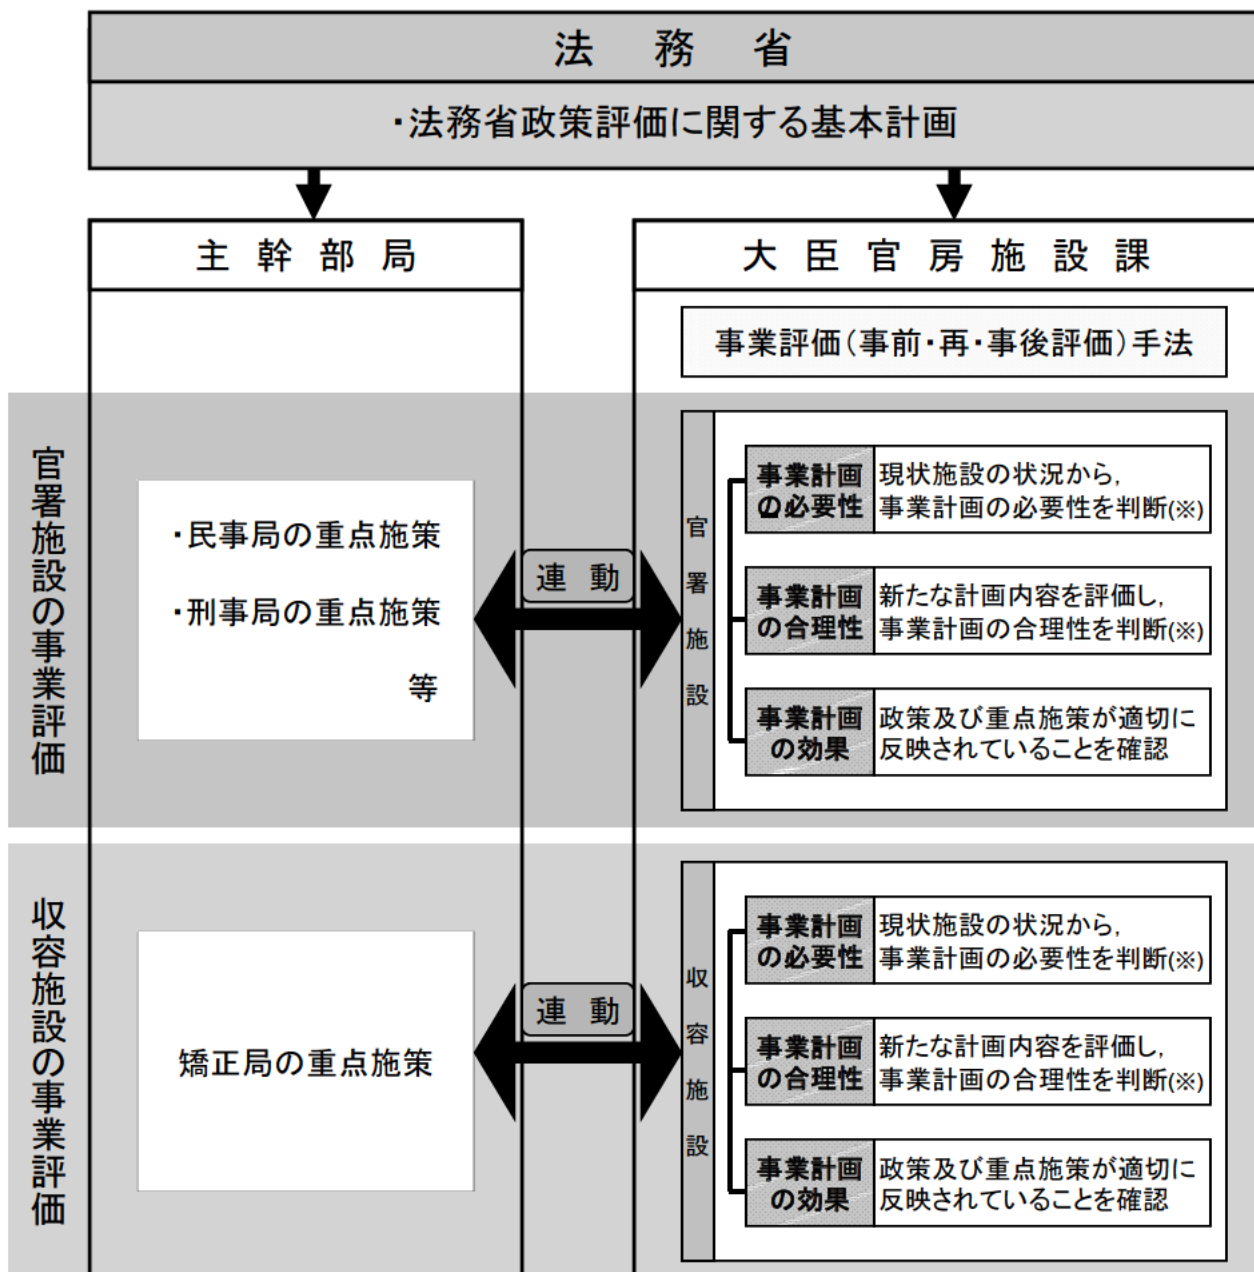 法務省
・法務省政策評価に関する基本計画
主幹部局
大臣官房施設課
事業評価(事前・再・事後評価)手法
官署施設の事業評価
・民事局の重点施策
・刑事局の重点施策
等
連動
官署施設
事業計画
の必要性
現状施設の状況から,
事業計画の必要性を判断(※)
事業計画
の合理性
新たな計画内容を評価し,
事業計画の合理性を判断(※)
事業計画
の効果
政策及び重点施策が適切に
反映されていることを確認
収容施設の事業評価
矯正局の重点施策
連動
収容施設
事業計画
の必要性
現状施設の状況から,
事業計画の必要性を判断(※)
事業計画
の合理性
新たな計画内容を評価し,
事業計画の合理性を判断(※)
事業計画
の効果
政策及び重点施策が適切に
反映されていることを確認